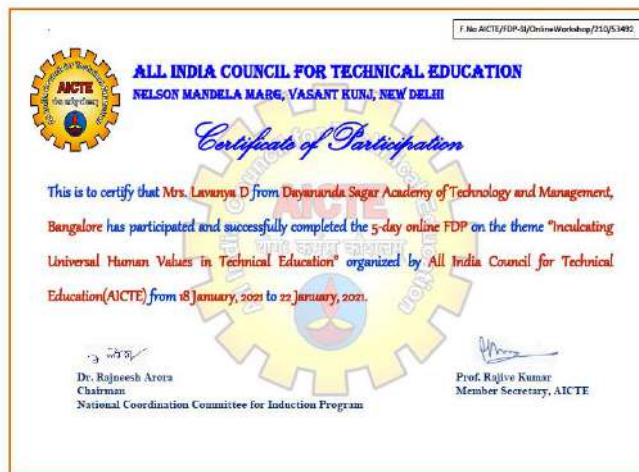 F.No AICTE/FDP-SI/OnlineWorkshop/210/53492
AICTE
ALL INDIA COUNCIL FOR TECHNICAL EDUCATION
NELSON MANDELA MARG, VASANT KUNJ, NEW DELHI
Certificate of Participation
This is to certify that Mrs. Lavanya D from Dayananda Sagar Academy of Technology and Management,
Bangalore has participated and successfully completed the 5-day online FDP on the theme "Inculcating
Universal Human Values in Technical Education" organized by All India Council for Technical
Education(AICTE) from 18 January, 2021 to 22 January, 2021.
Dr. Rajneesh Arora
Chairman
National Coordination Committee for Induction Program
Prof. Rajive Kumar
Member Secretary, AICTE